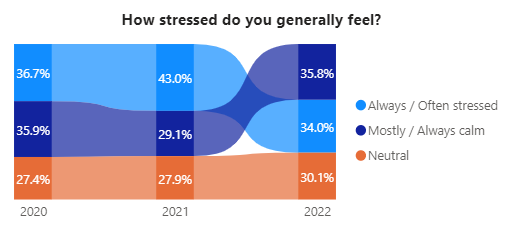 How stressed do you generally feel?
36.7% 43.0% 35.8%
35.9% 29.1% 34.0%
27.4% 27.9% 30.1%
2020 2021 2022
Always / Often stressed
Mostly / Always calm
Neutral